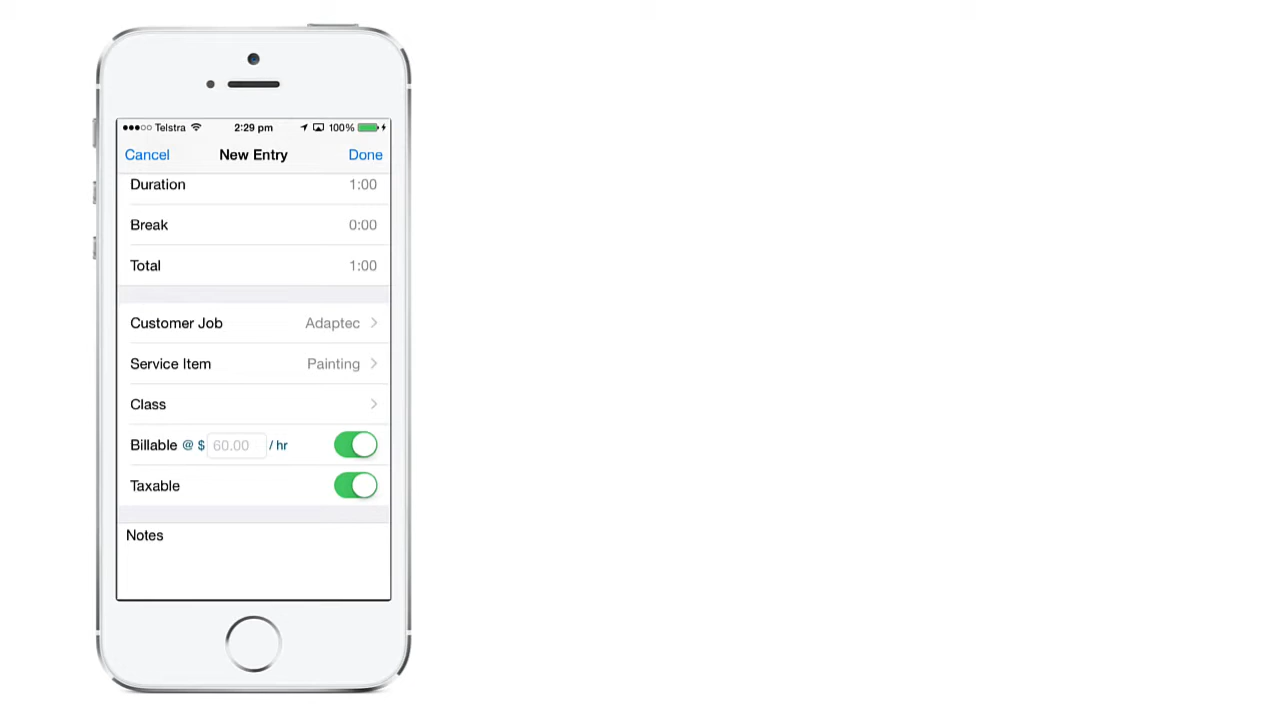 Telstra 2:29 pm 100%
Cancel New Entry Done
Duration 1:00
Break 0:00
Total 1:00
Customer Job Adaptec
Service Item Painting
Class
Billable @ $ 60.00 / hr
Taxable
Notes